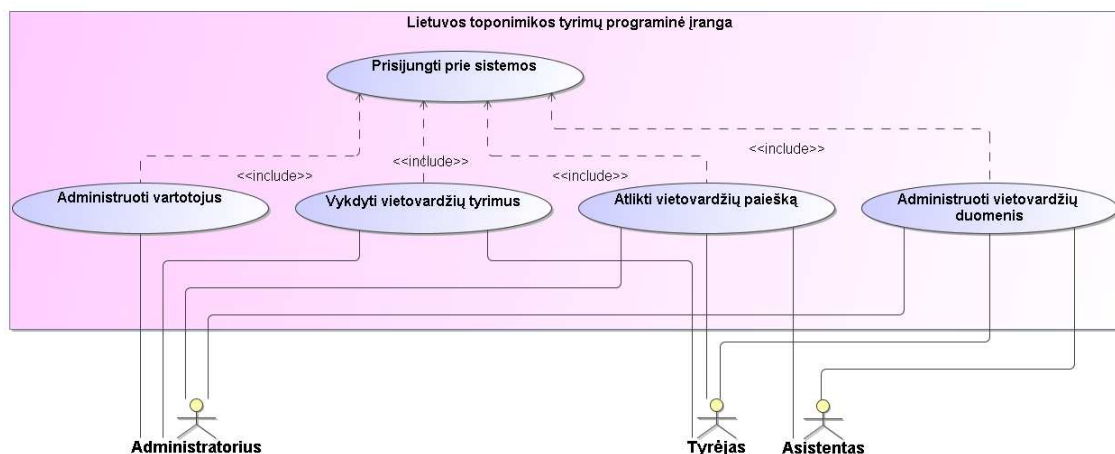 Lietuvos toponimikos tyrimų programinė įranga
Prisijungti prie sistemos
<<include>>
<<include>>
<<include>>
<<include>>
Administruoti vartotojus
Vykdyti vietovardžių tyrimus
Atlikti vietovardžių paiešką
Administruoti vietovardžių
duomenis
Administratorius
Tyrėjas
Asistentas